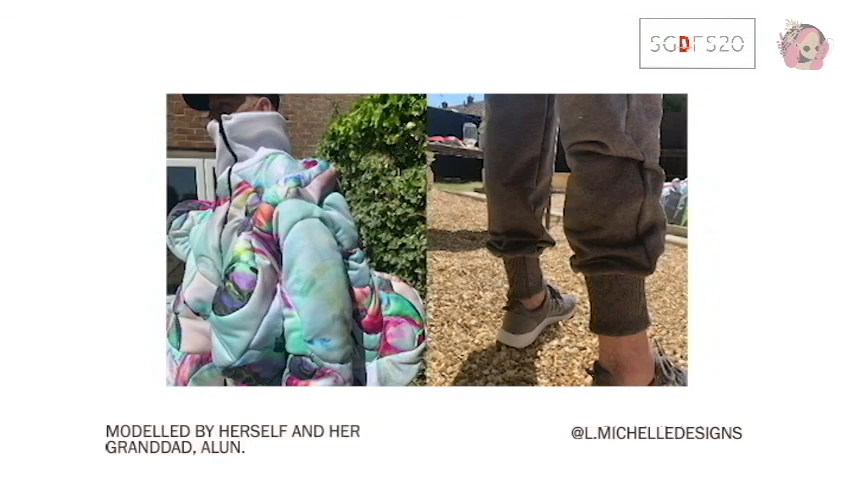 SGDFS20
MODELLED BY HERSELF AND HER
GRANDDAD, ALUN.
@L.MICHELLEDESIGNS